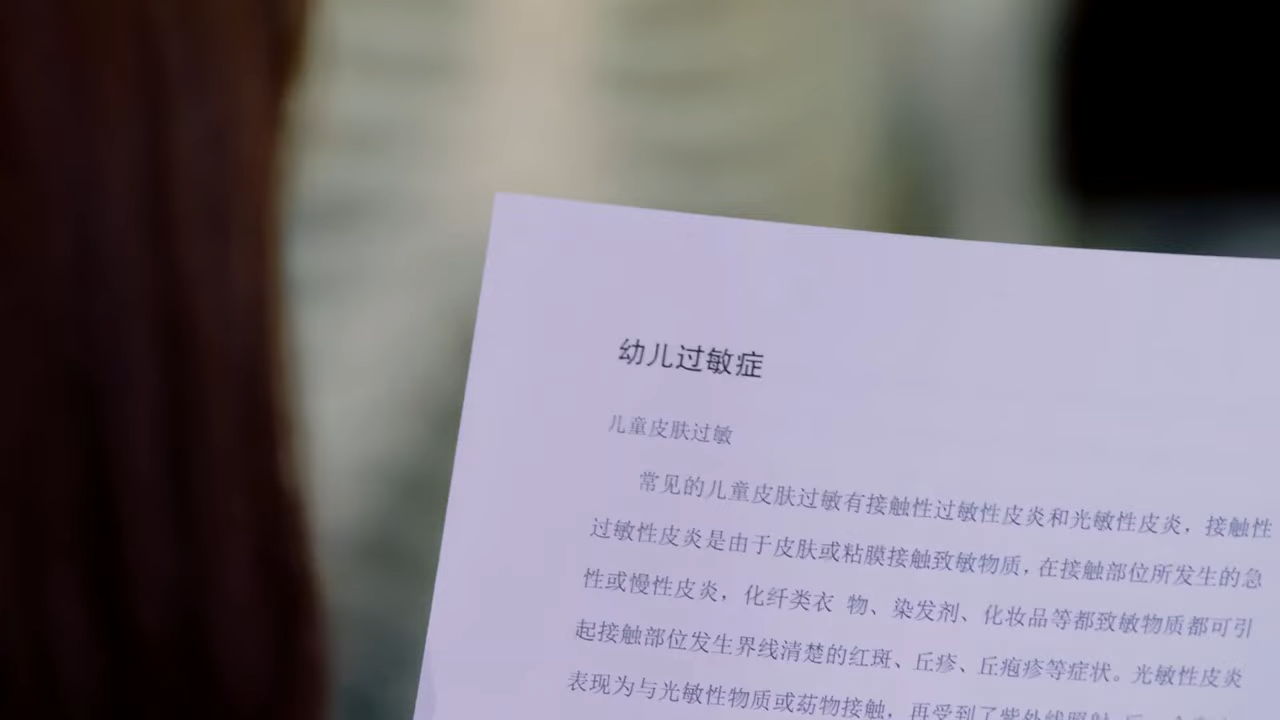 幼儿过敏症
儿童皮肤过敏
常见的儿童皮肤过敏有接触性过敏性皮炎和光敏性皮炎，接触性
过敏性皮炎是由于皮肤或粘膜接触致敏物质，在接触部位所发生的急
性或慢性皮炎，化纤类衣 物、染发剂、化妆品等都致敏物质都可引
起接触部位发生界线清楚的红斑、丘疹、丘疱疹等症状。光敏性皮炎
表现为与光敏性物质或药物接触，再受到了紫外线照射